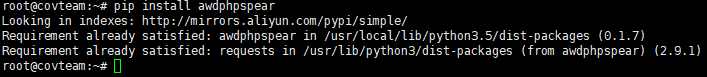 root@covteam:~# pip install awdphpspear
Looking in indexes: http://mirrors.aliyun.com/pypi/simple/
Requirement already satisfied: awdphpspear in /usr/local/lib/python3.5/dist-packages (0.1.7)
Requirement already satisfied: requests in /usr/lib/python3/dist-packages (from awdphpspear) (2.9.1)
root@covteam:~#